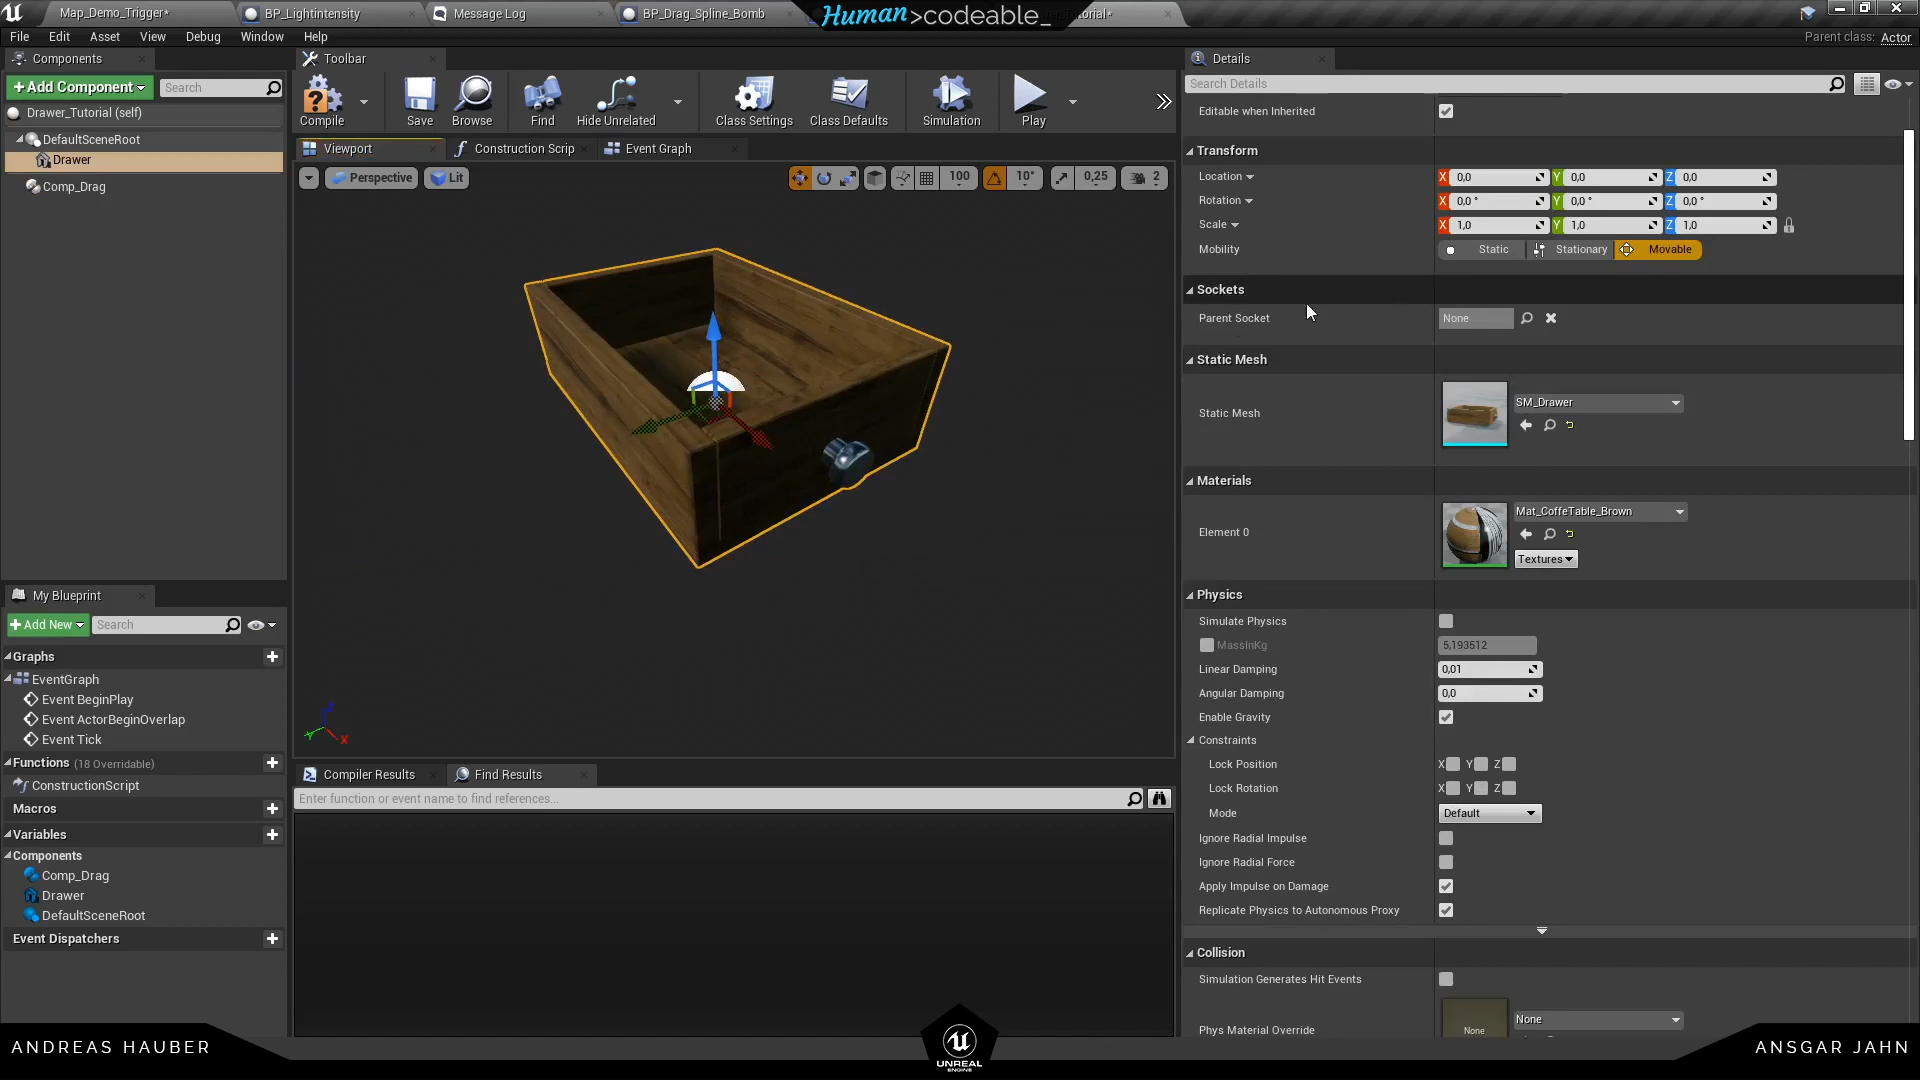 Map_Demo_Trigger*
BP_Lightintensity
Message Log
BP_Drag_Spline_Bomb
Human>codeable_
torial*
File
Edit
Asset
View
Debug
Window
Help
Parent class: Actor
Components
+Add Component
Search
Drawer_Tutorial (self)
DefaultSceneRoot
Drawer
Comp_Drag
Toolbar
Compile
Save
Browse
Find
Hide Unrelated
Class Settings
Class Defaults
Simulation
Play
Viewport
Construction Scrip
Event Graph
Perspective
Lit
100
10°
0,25
2
Z
Y
X
My Blueprint
+Add New
Search
Graphs
EventGraph
Event BeginPlay
Event ActorBeginOverlap
Event Tick
Functions (18 Overridable)
ConstructionScript
Macros
Variables
Components
Comp_Drag
Drawer
DefaultSceneRoot
Event Dispatchers
Compiler Results
Find Results
Enter function or event name to find references...
Details
Search Details
Editable when Inherited
Transform
Location X 0,0 Y 0,0 Z 0,0
Rotation X 0,0 ° Y 0,0 ° Z 0,0 °
Scale X 1,0 Y 1,0 Z 1,0
Mobility Static Stationary Movable
Sockets
Parent Socket None
Static Mesh
Static Mesh SM_Drawer
Materials
Element 0 Mat_CoffeTable_Brown
Textures
Physics
Simulate Physics
MassInKg 5,193512
Linear Damping 0,01
Angular Damping 0,0
Enable Gravity
Constraints
Lock Position X Y Z
Lock Rotation X Y Z
Mode Default
Ignore Radial Impulse
Ignore Radial Force
Apply Impulse on Damage
Replicate Physics to Autonomous Proxy
Collision
Simulation Generates Hit Events
Phys Material Override None None
ANDREAS HAUBER
UNREAL
ENGINE
ANSGAR JAHN